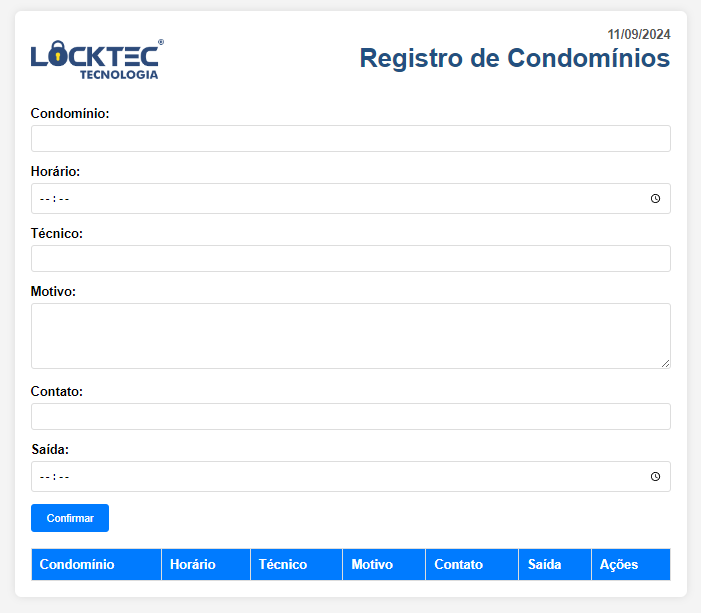 11/09/2024
LOCKTEC®
TECNOLOGIA
Registro de Condomínios
Condomínio:
Horário:
--:--
Técnico:
Motivo:
Contato:
Saída:
--:--
Confirmar
Condomínio Horário Técnico Motivo Contato Saída Ações